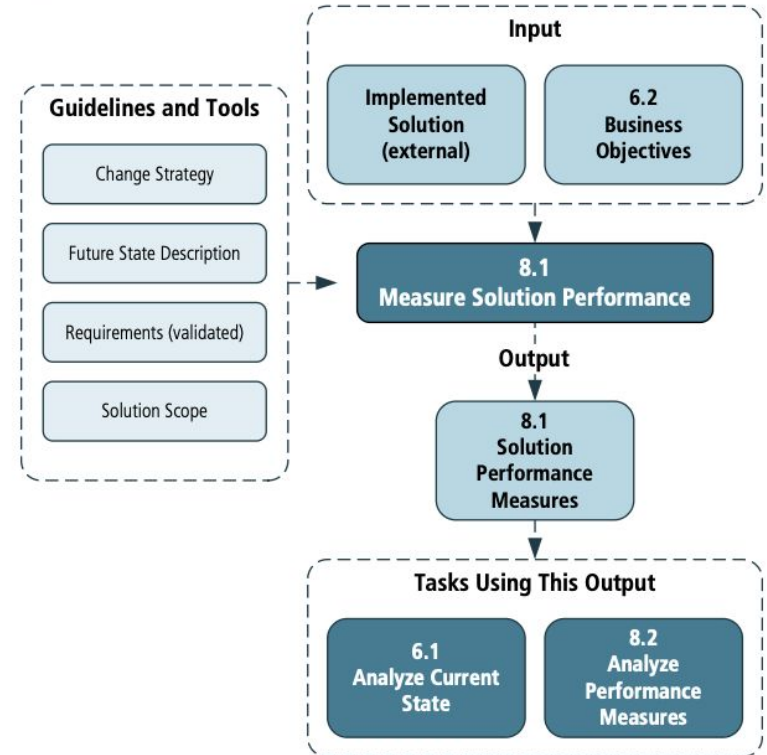 Input
Implemented
Solution
(external)
6.2
Business
Objectives
Guidelines and Tools
Change Strategy
Future State Description
Requirements (validated)
Solution Scope
8.1
Measure Solution Performance
Output
8.1
Solution
Performance
Measures
Tasks Using This Output
6.1
Analyze Current
State
8.2
Analyze
Performance
Measures